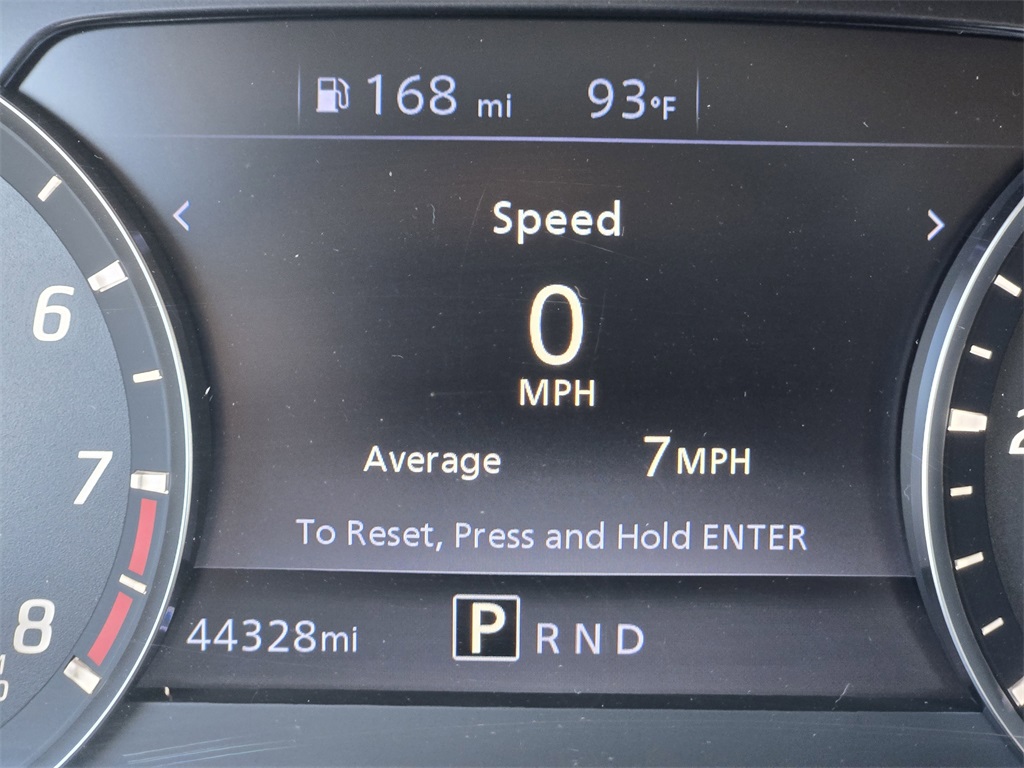 168 mi 93°F
< Speed >
0
MPH
Average 7 MPH
To Reset, Press and Hold ENTER
44328mi P R N D
6
7
8
2